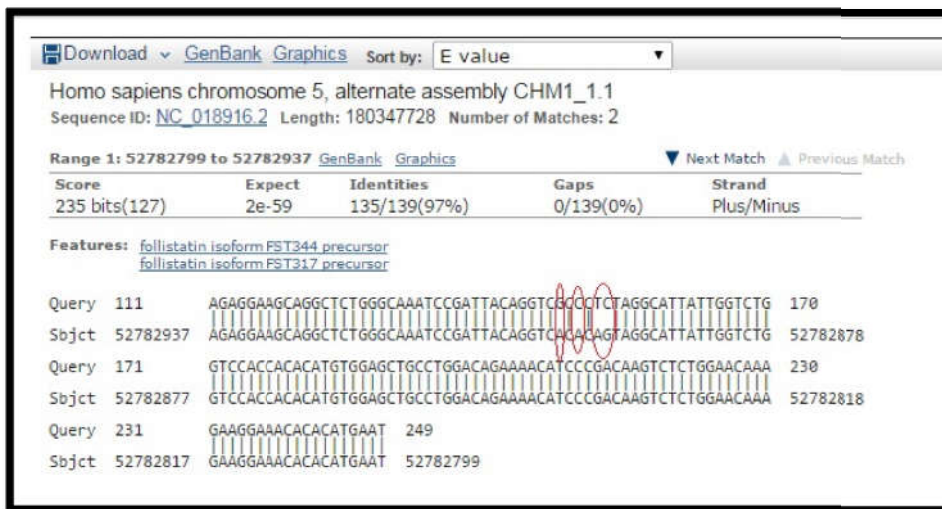 Download GenBank Graphics Sort by: E value
Homo sapiens chromosome 5, alternate assembly CHM1_1.1
Sequence ID: NC_018916.2 Length: 180347728 Number of Matches: 2
Range 1: 52782799 to 52782937 GenBank Graphics Next Match Previous Match
Score Expect Identities Gaps Strand
235 bits(127) 2e-59 135/139(97%) 0/139(0%) Plus/Minus
Features: follistatin isoform FST344 precursor
follistatin isoform FST317 precursor
Query 111 AGAGGAAGCAGGCTCTGGGCAAATCCGATTACAGGTCGCCCTCTAGGCATTATTGGTCTG 170
Sbjct 52782937 AGAGGAAGCAGGCTCTGGGCAAATCCGATTACAGGTCACACAGTAGGCATTATTGGTCTG 52782878
Query 171 GTCCACCACACATGTGGAGCTGCCTGGACAGAAAACATCCCGACAAGTCTCTGGAACAAA 230
Sbjct 52782877 GTCCACCACACATGTGGAGCTGCCTGGACAGAAAACATCCCGACAAGTCTCTGGAACAAA 52782818
Query 231 GAAGGAAACACACATGAAT 249
Sbjct 52782817 GAAGGAAACACACATGAAT 52782799